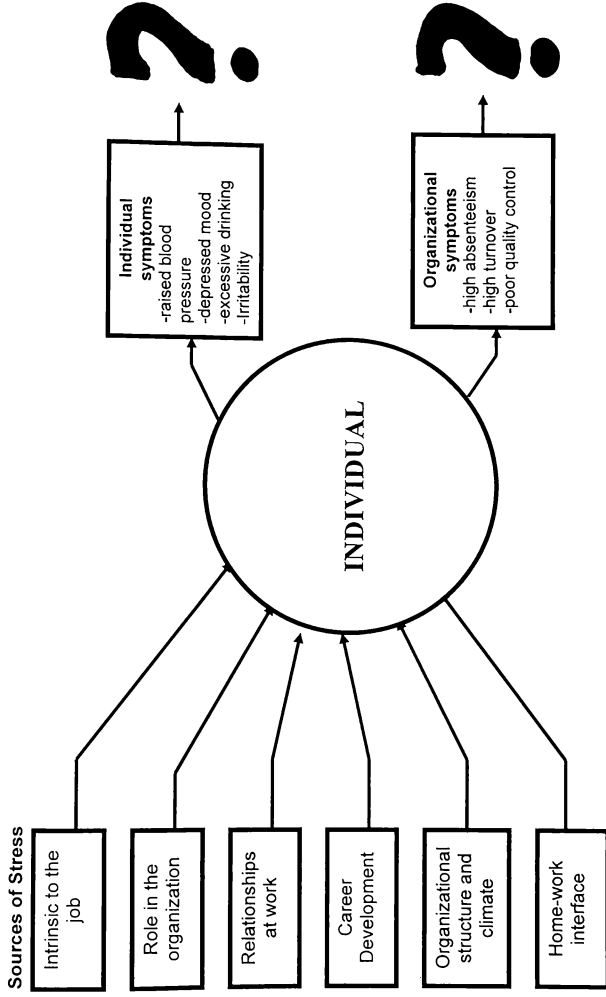 Sources of Stress
Intrinsic to the
job
Role in the
organization
Relationships
at work
Career
Development
Organizational
structure and
climate
Home-work
interface
INDIVIDUAL
Individual
symptoms
-raised blood
pressure
-depressed mood
-excessive drinking
-Irritability
?
Organizational
symptoms
-high absenteeism
-high turnover
-poor quality control
?